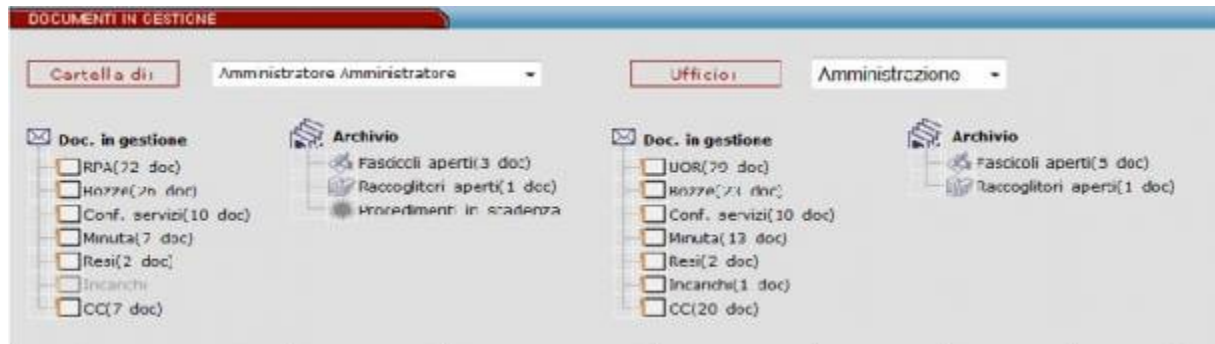 DOCUMENTI IN GESTIONE
Cartella di:
Amministratore Amministratore
Ufficio:
Amministrazione
Doc. in gestione
RPA(72 doc)
Bozze(26 doc)
Conf. servizi(10 doc)
Minuta(7 doc)
Resi(2 doc)
Incarichi
CC(7 doc)
Archivio
Fascicoli aperti(3 doc)
Raccoglitori aperti(1 doc)
Procedimenti in scadenza
Doc. in gestione
UOR(79 doc)
Bozze(23 doc)
Conf. servizi(10 doc)
Minuta(13 doc)
Resi(2 doc)
Incarichi(1 doc)
CC(20 doc)
Archivio
Fascicoli aperti(5 doc)
Raccoglitori aperti(1 doc)